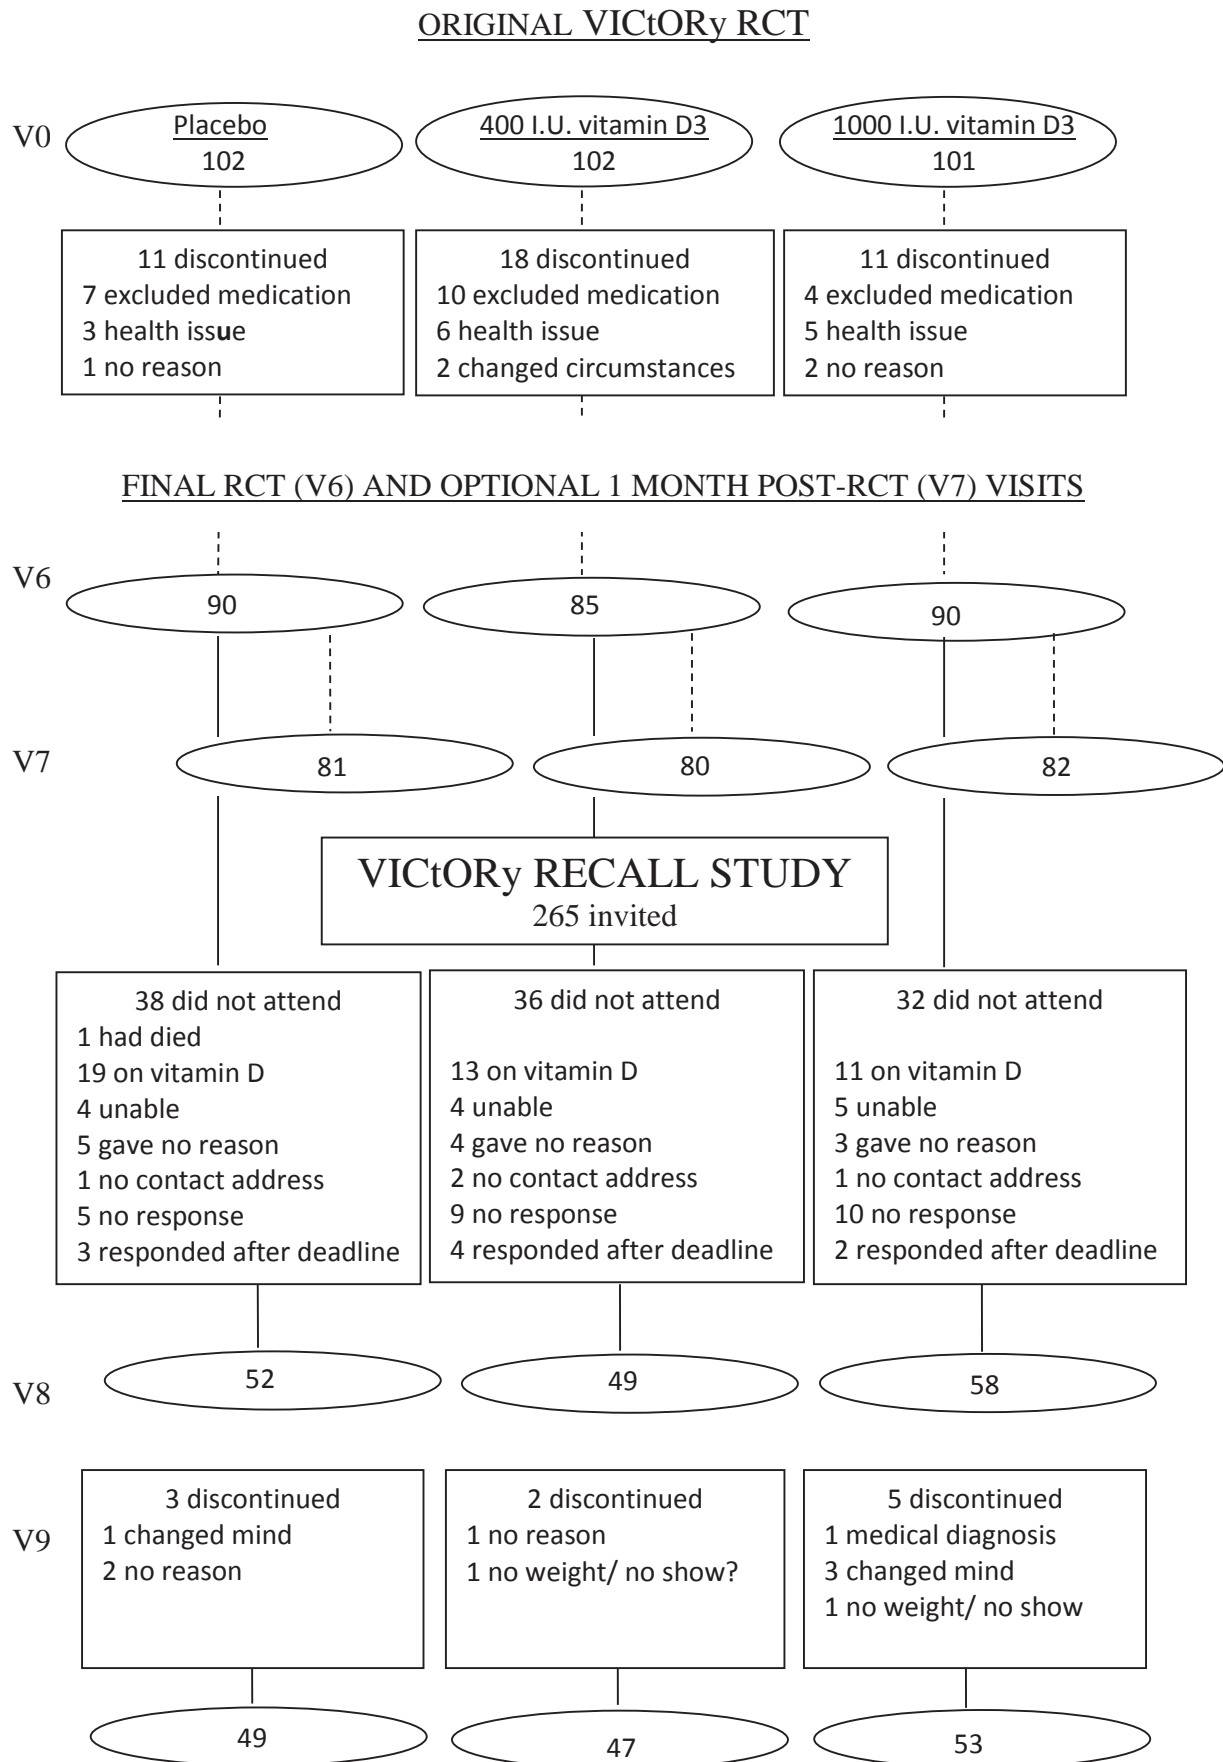 ORIGINAL VICtORy RCT
V0
Placebo
102
400 I.U. vitamin D3
102
1000 I.U. vitamin D3
101
11 discontinued
7 excluded medication
3 health issue
1 no reason
18 discontinued
10 excluded medication
6 health issue
2 changed circumstances
11 discontinued
4 excluded medication
5 health issue
2 no reason
FINAL RCT (V6) AND OPTIONAL 1 MONTH POST-RCT (V7) VISITS
V6
90
85
90
V7
81
80
82
VICtORy RECALL STUDY
265 invited
38 did not attend
1 had died
19 on vitamin D
4 unable
5 gave no reason
1 no contact address
5 no response
3 responded after deadline
36 did not attend
13 on vitamin D
4 unable
4 gave no reason
2 no contact address
9 no response
4 responded after deadline
32 did not attend
11 on vitamin D
5 unable
3 gave no reason
1 no contact address
10 no response
2 responded after deadline
V8
52
49
58
V9
3 discontinued
1 changed mind
2 no reason
2 discontinued
1 no reason
1 no weight/ no show?
5 discontinued
1 medical diagnosis
3 changed mind
1 no weight/ no show
49
47
53